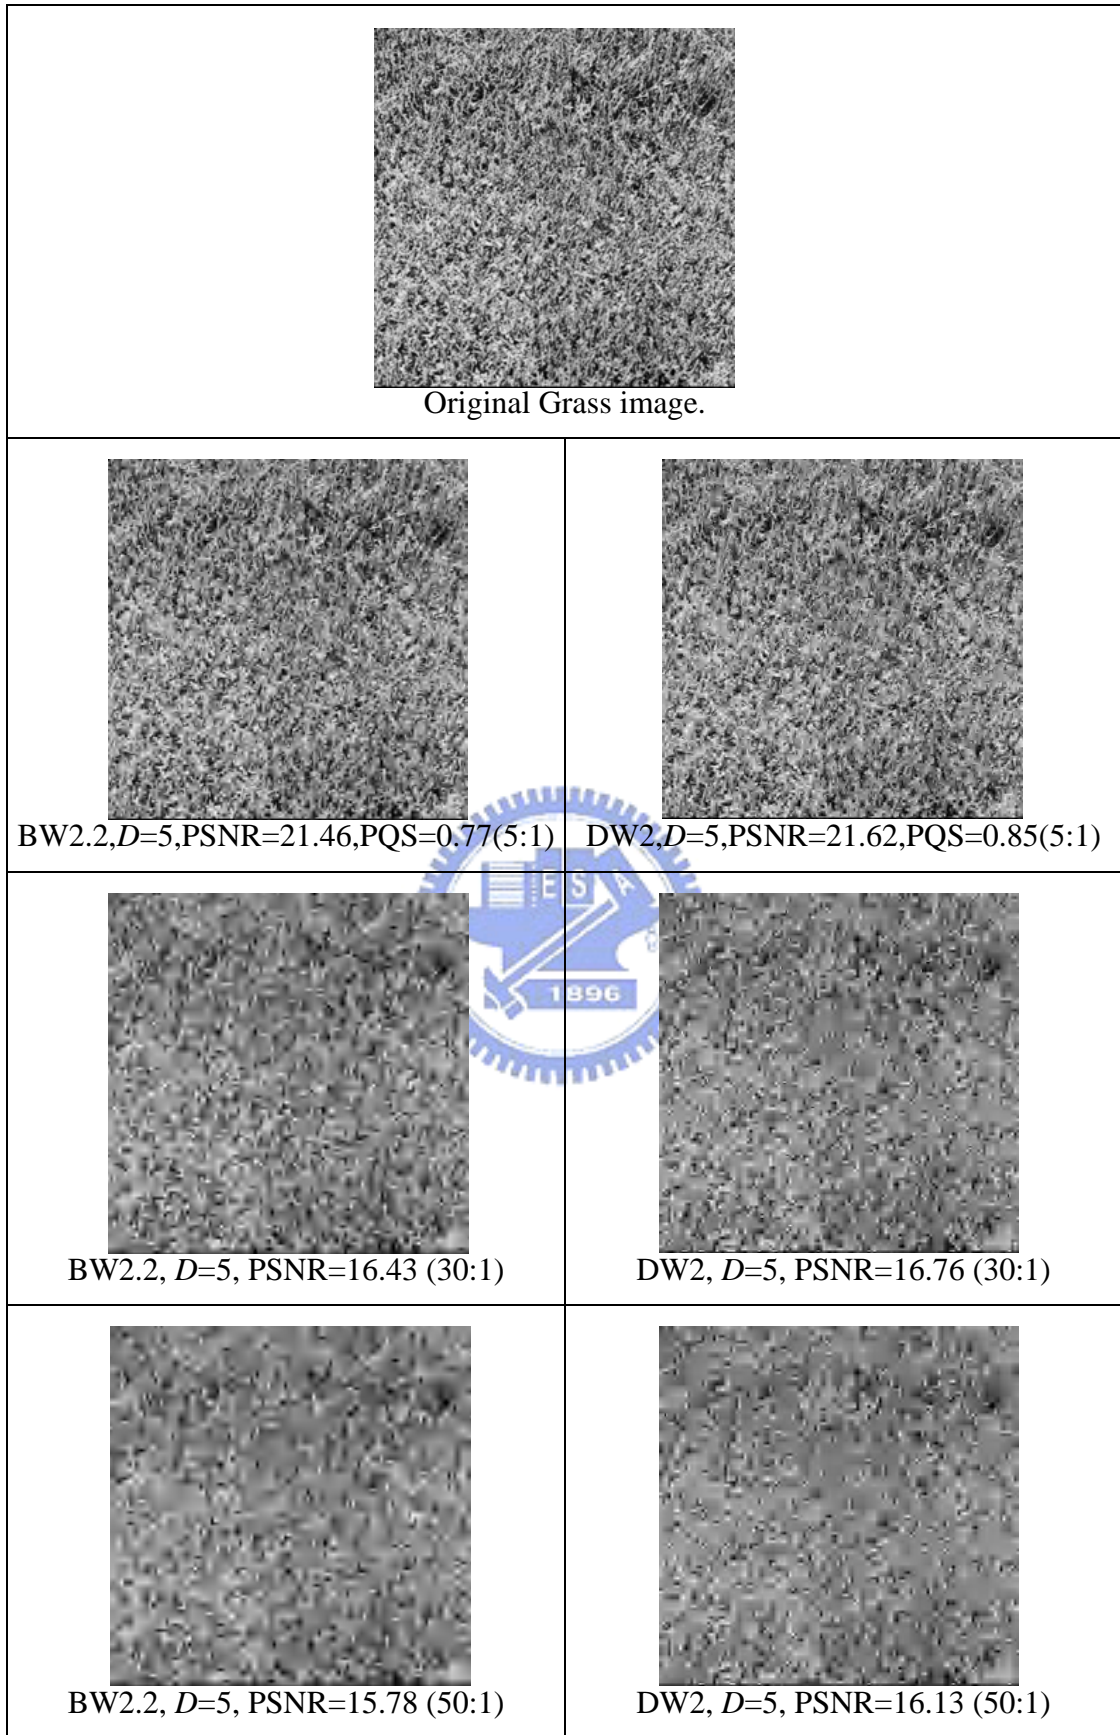 Original Grass image.
BW2.2,D=5,PSNR=21.46,PQS=0.77(5:1)
DW2,D=5,PSNR=21.62,PQS=0.85(5:1)
ES A
1896
BW2.2, D=5, PSNR=16.43 (30:1)
DW2, D=5, PSNR=16.76 (30:1)
BW2.2, D=5, PSNR=15.78 (50:1)
DW2, D=5, PSNR=16.13 (50:1)